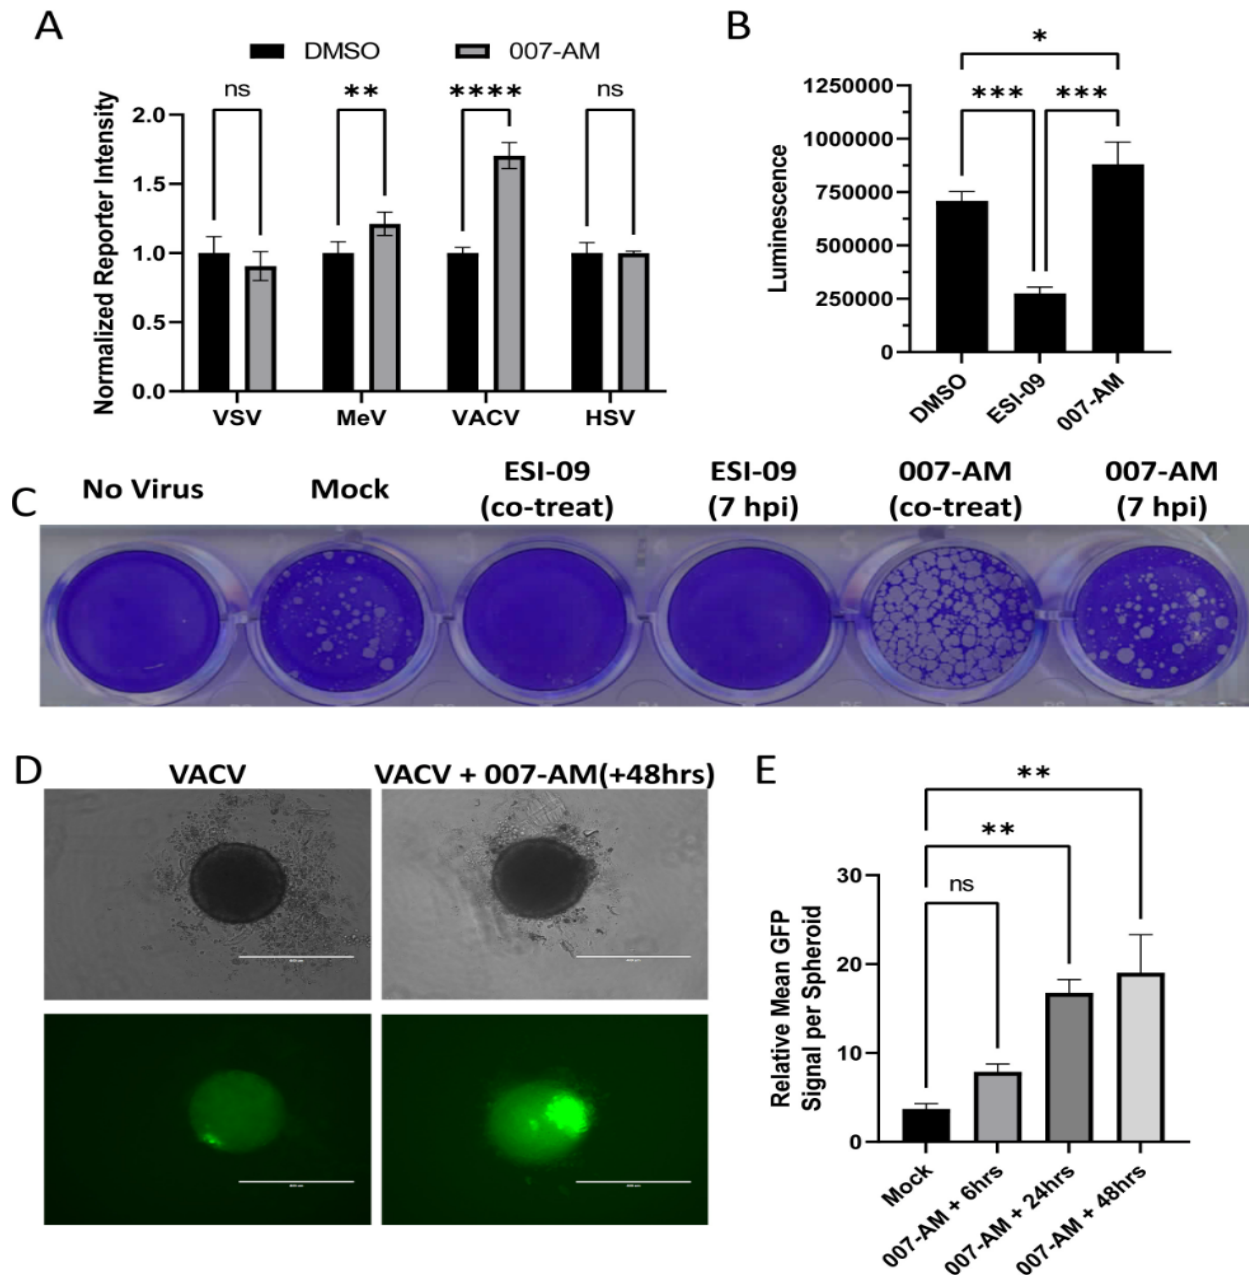 A
DMSO 007-AM
ns ** **** ns
Normalized Reporter Intensity
2.0
1.5
1.0
0.5
0.0
VSV MeV VACV HSV
B
*
*** ***
Luminescence
1250000
1000000
750000
500000
250000
0
DMSO ESI-09 007-AM
C
No Virus Mock ESI-09 ESI-09 007-AM 007-AM
(co-treat) (7 hpi) (co-treat) (7 hpi)
D
VACV VACV + 007-AM(+48hrs)
E
**
**
ns
Relative Mean GFP
Signal per Spheroid
30
20
10
0
Mock 007-AM + 6hrs 007-AM + 24hrs 007-AM + 48hrs